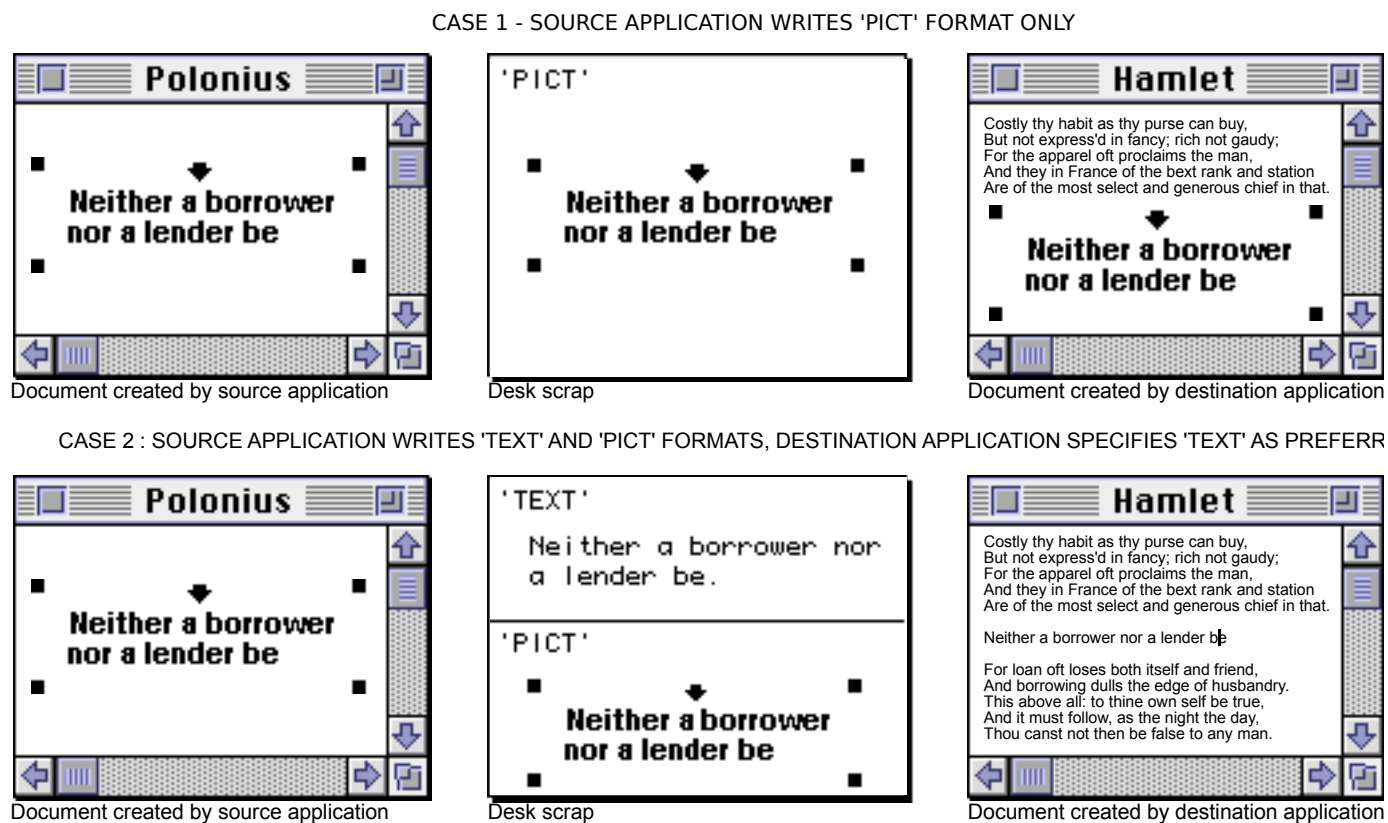 CASE 1 - SOURCE APPLICATION WRITES 'PICT' FORMAT ONLY
Polonius
Neither a borrower
nor a lender be
Document created by source application
'PICT'
Neither a borrower
nor a lender be
Desk scrap
Hamlet
Costly thy habit as thy purse can buy,
But not express'd in fancy; rich not gaudy;
For the apparel oft proclaims the man,
And they in France of the bext rank and station
Are of the most select and generous chief in that.
Neither a borrower
nor a lender be
Document created by destination application
CASE 2 : SOURCE APPLICATION WRITES 'TEXT' AND 'PICT' FORMATS, DESTINATION APPLICATION SPECIFIES 'TEXT' AS PREFERR
Polonius
Neither a borrower
nor a lender be
Document created by source application
'TEXT'
Neither a borrower nor
a lender be.
'PICT'
Neither a borrower
nor a lender be
Desk scrap
Hamlet
Costly thy habit as thy purse can buy,
But not express'd in fancy; rich not gaudy;
For the apparel oft proclaims the man,
And they in France of the bext rank and station
Are of the most select and generous chief in that.
Neither a borrower nor a lender be
For loan oft loses both itself and friend,
And borrowing dulls the edge of husbandry.
This above all: to thine own self be true,
And it must follow, as the night the day,
Thou canst not then be false to any man.
Document created by destination application